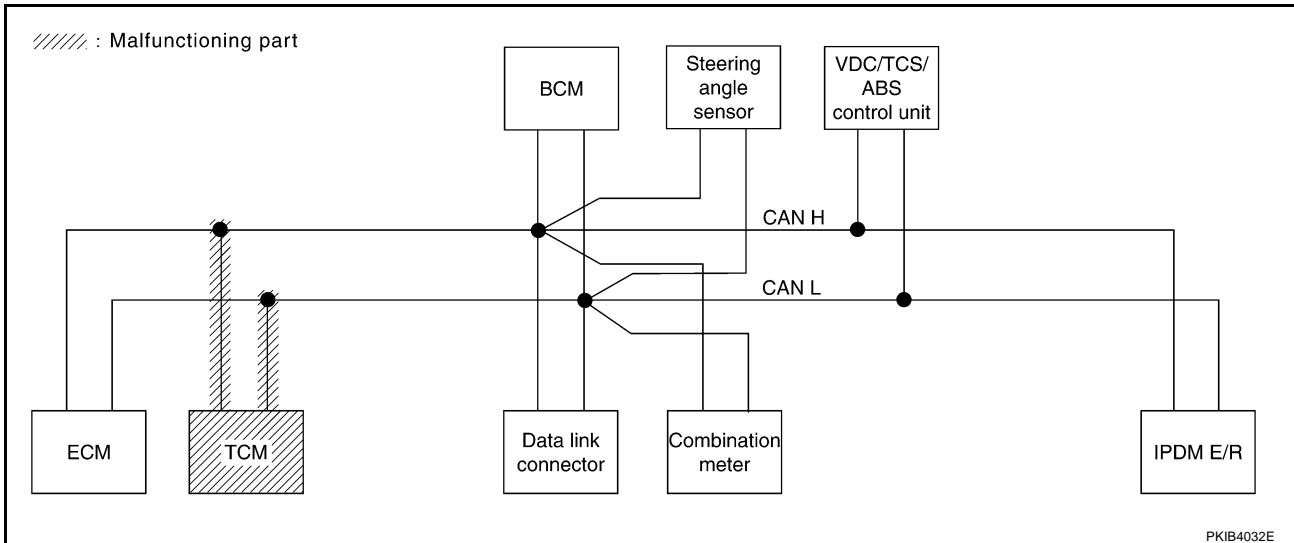 : Malfunctioning part
BCM
Steering
angle
sensor
VDC/TCS/
ABS
control unit
CAN H
CAN L
ECM
TCM
Data link
connector
Combination
meter
IPDM E/R
PKIB4032E